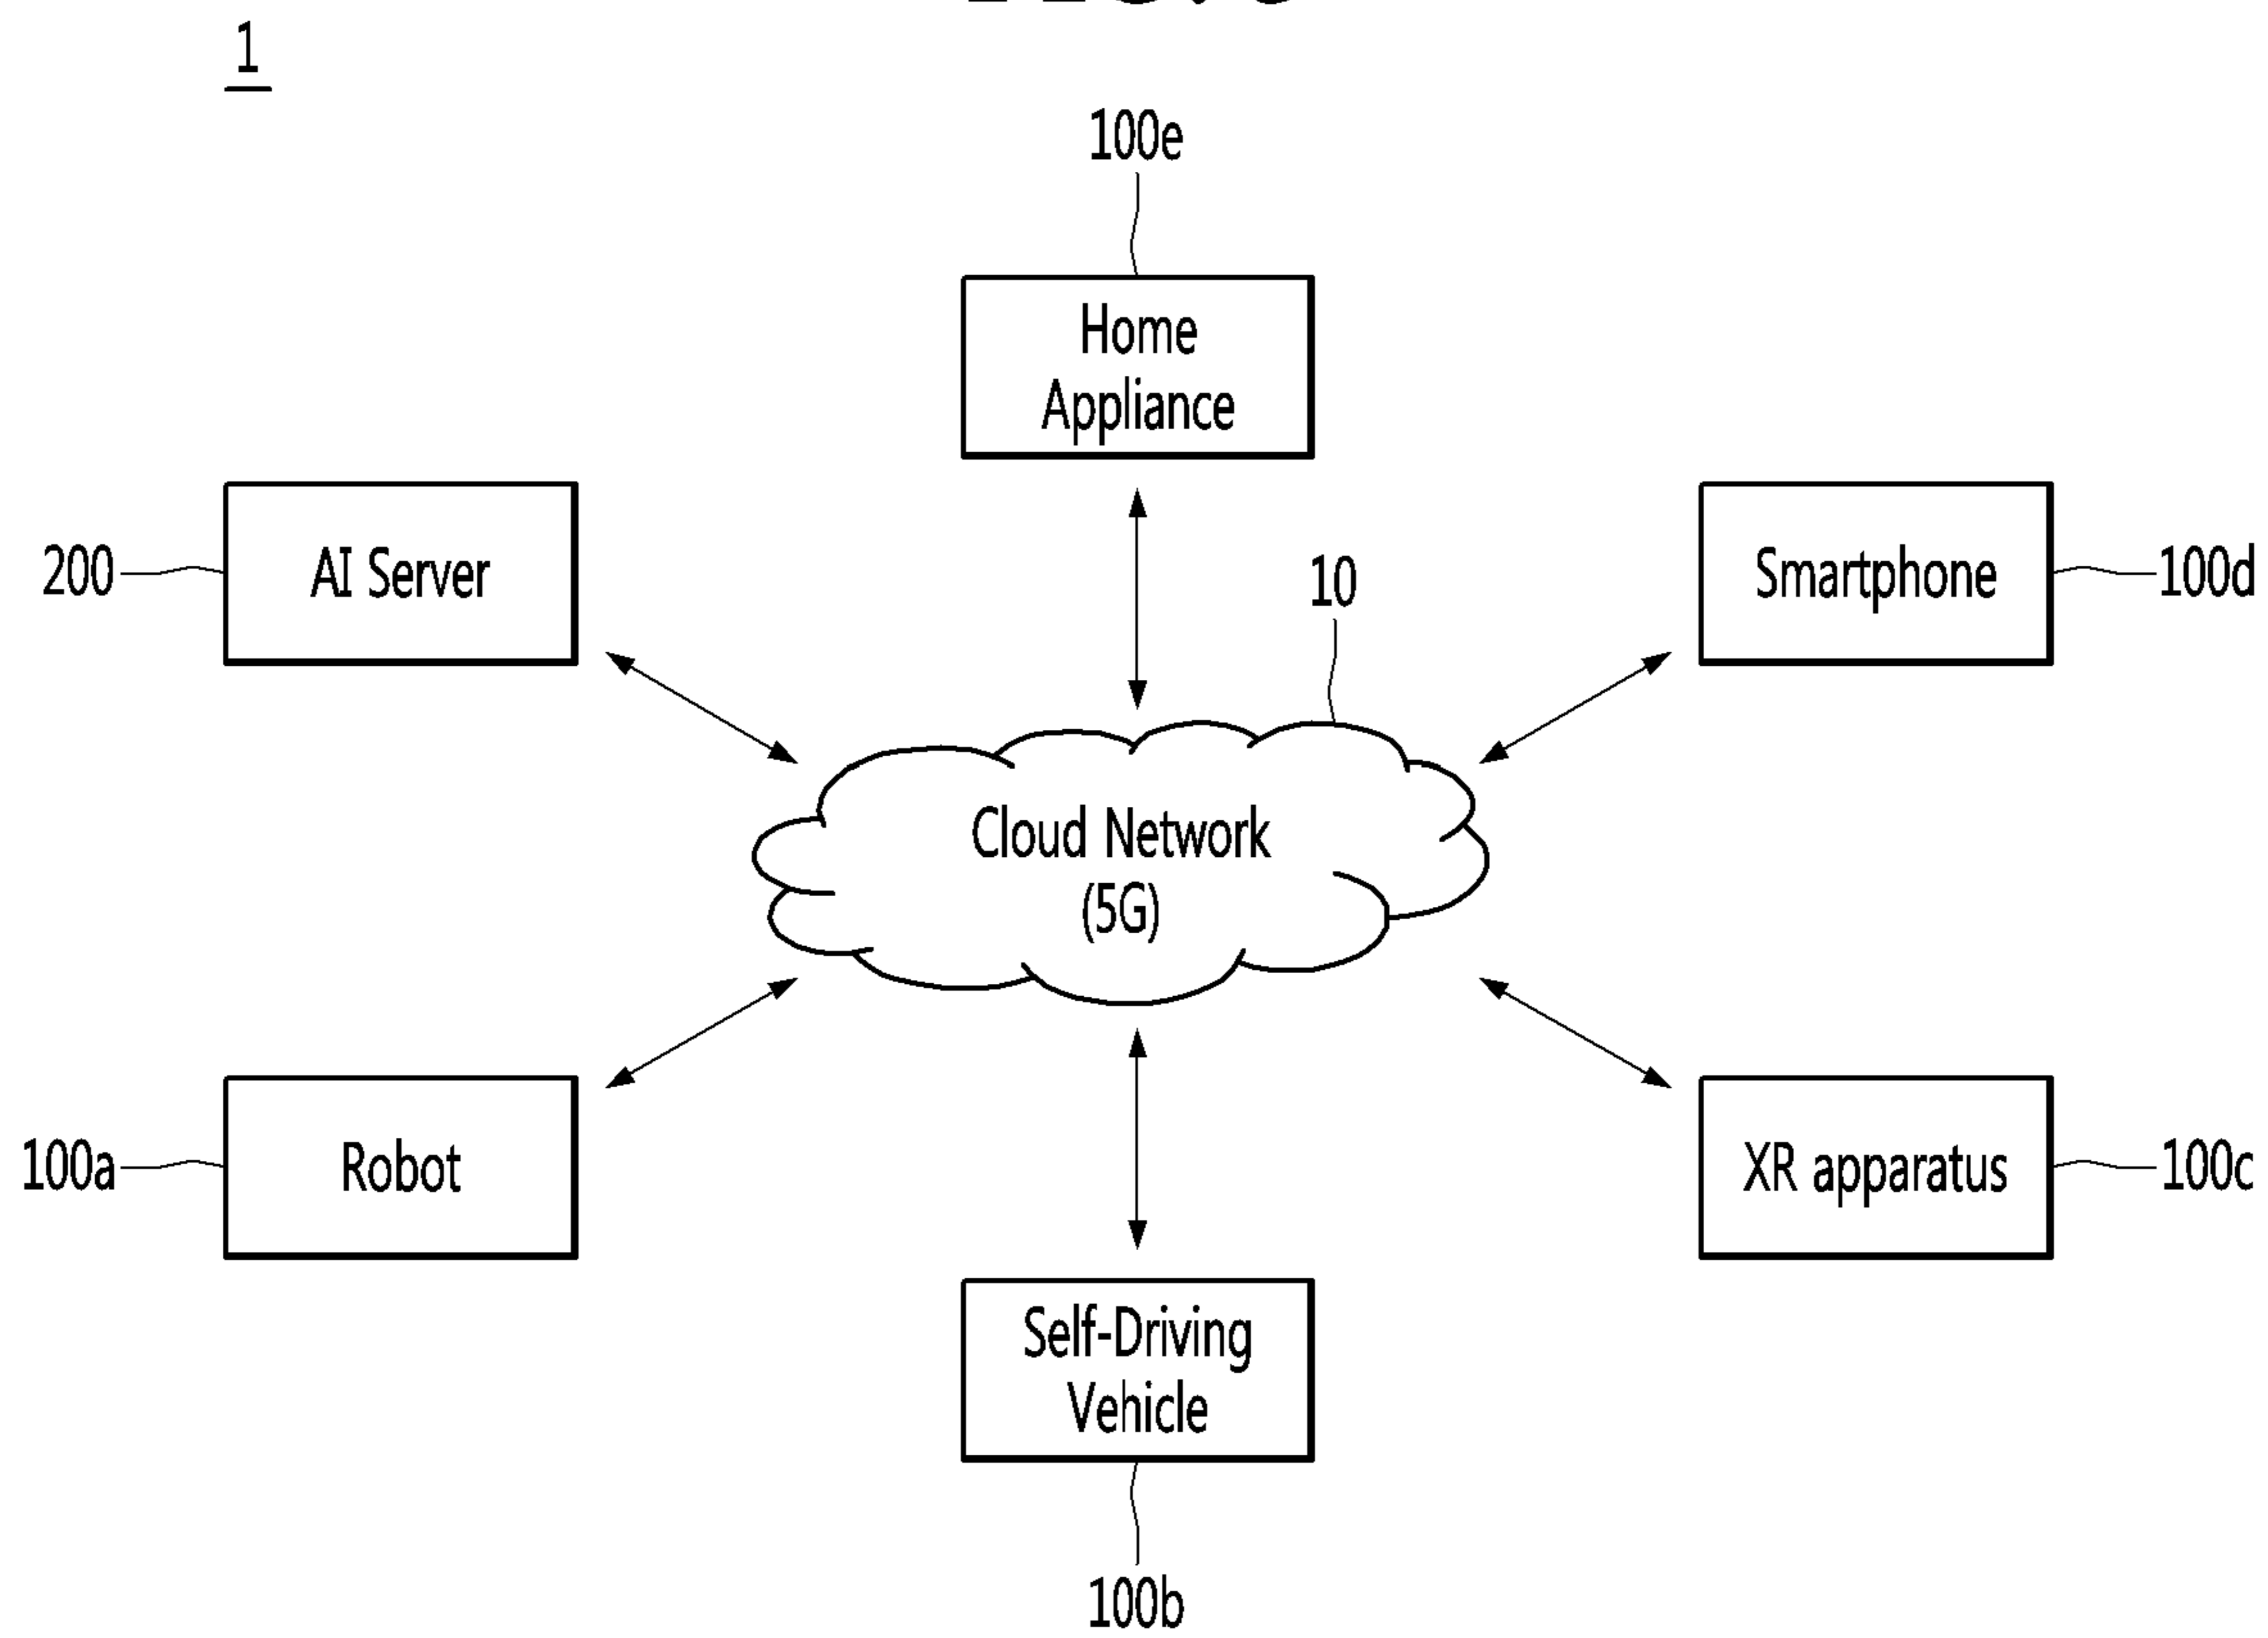 1
100e
Home
Appliance
200
AI Server
10
Smartphone
100d
Cloud Network
(5G)
100a
Robot
XR apparatus
100c
Self-Driving
Vehicle
100b